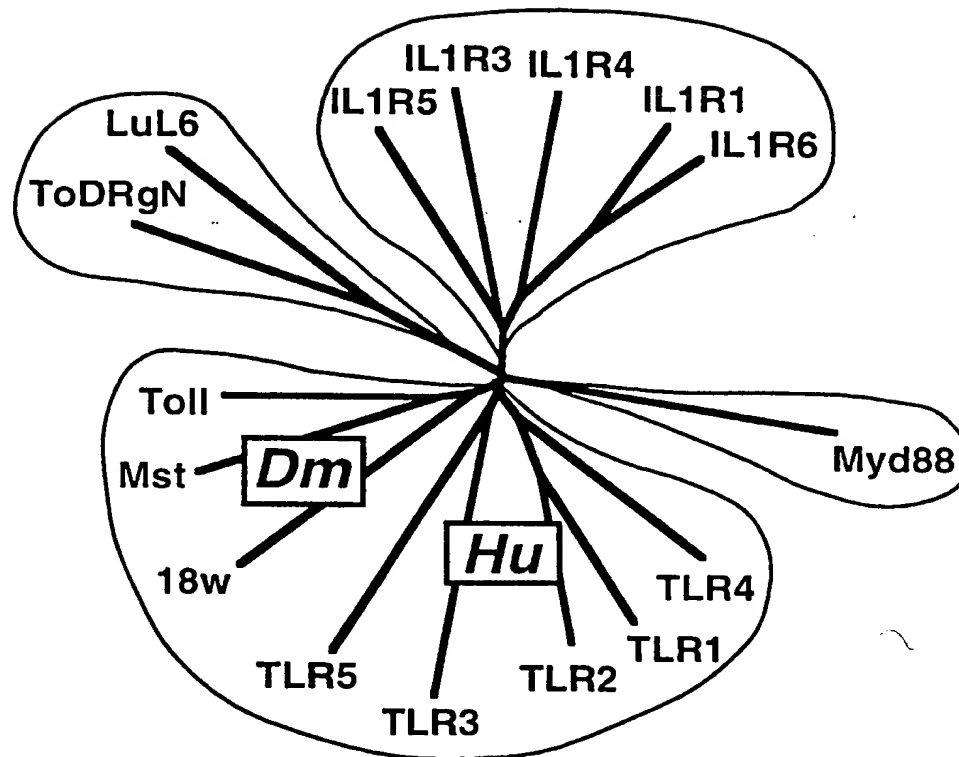 IL1R3
IL1R4
IL1R5
IL1R1
IL1R6
LuL6
ToDRgN
Toll
Mst
Dm
18w
Hu
Myd88
TLR4
TLR1
TLR2
TLR5
TLR3